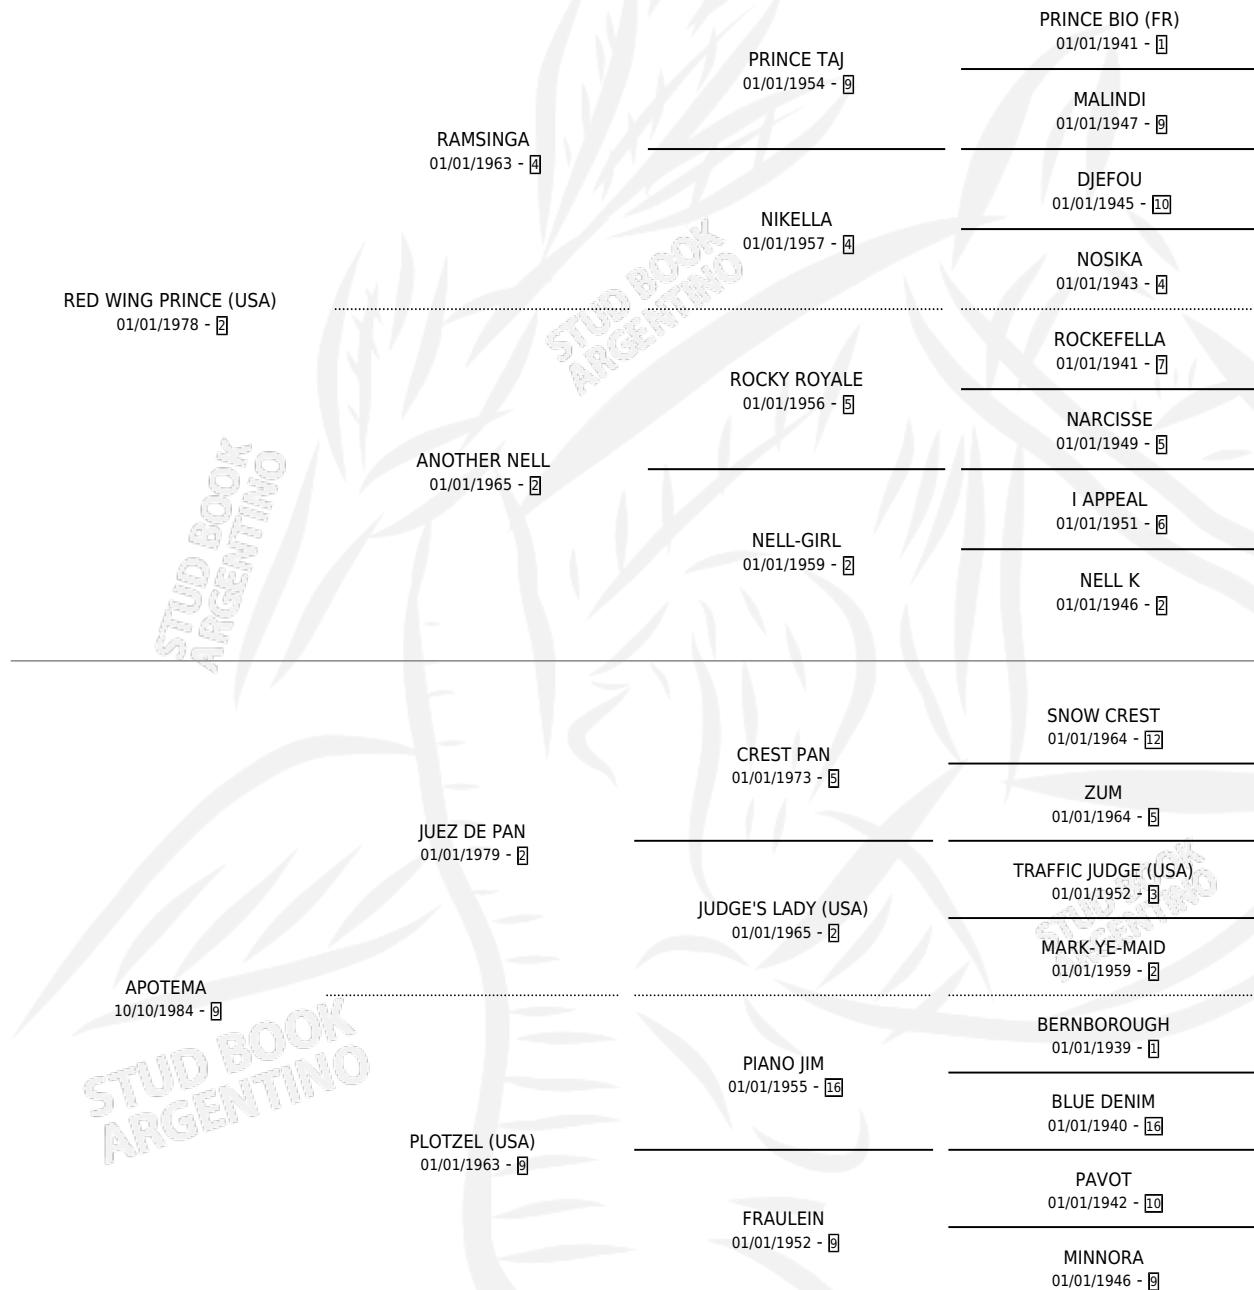 PRINCE BIO (FR)
01/01/1941 - 1
PRINCE TAJ
01/01/1954 - 9
MALINDI
01/01/1947 - 9
RAMSINGA
01/01/1963 - 4
DJEFOU
01/01/1945 - 10
NIKELLA
01/01/1957 - 4
NOSIKA
01/01/1943 - 4
RED WING PRINCE (USA)
01/01/1978 - 2
ROCKEFELLA
01/01/1941 - 7
ROCKY ROYALE
01/01/1956 - 5
NARCISSE
01/01/1949 - 5
ANOTHER NELL
01/01/1965 - 2
I APPEAL
01/01/1951 - 6
NELL-GIRL
01/01/1959 - 2
NELL K
01/01/1946 - 2
STUD BOOK
ARGENTINO
STUD BOOK
ARGENTINO
SNOW CREST
01/01/1964 - 12
CREST PAN
01/01/1973 - 5
ZUM
01/01/1964 - 5
JUEZ DE PAN
01/01/1979 - 2
TRAFFIC JUDGE (USA)
01/01/1952 - 3
JUDGE'S LADY (USA)
01/01/1965 - 2
MARK-YE-MAID
01/01/1959 - 2
APOTEMA
10/10/1984 - 9
BERNBOROUGH
01/01/1939 - 1
PIANO JIM
01/01/1955 - 16
BLUE DENIM
01/01/1940 - 16
PLOTZEL (USA)
01/01/1963 - 9
PAVOT
01/01/1942 - 10
FRAULEIN
01/01/1952 - 9
MINNORA
01/01/1946 - 9
STUD BOOK
ARGENTINO
STUD BOOK
ARGENTINO